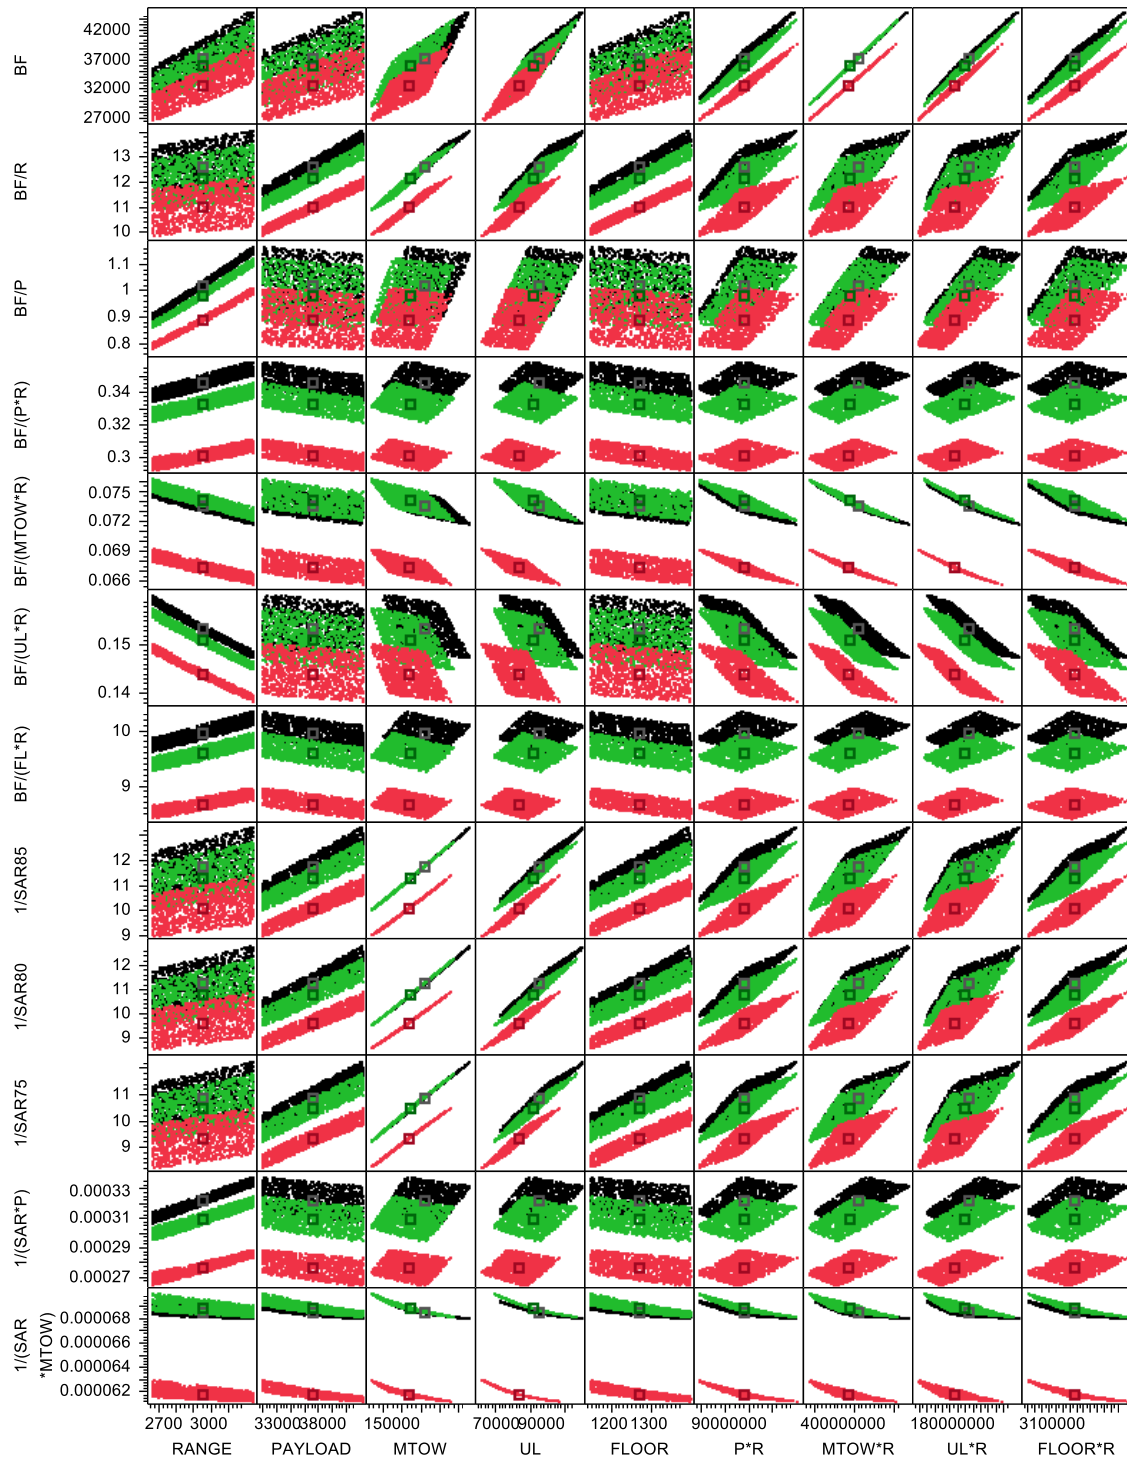 BF
42000
37000
32000
27000
BF/R
13
12
11
10
BF/P
1.1
1
0.9
0.8
BF/(P*R)
0.34
0.32
0.3
BF/(MTOW*R)
0.075
0.072
0.069
0.066
BF/(UL*R)
0.15
0.14
BF/(FL*R)
10
9
1/SAR85
12
11
10
9
1/SAR80
12
11
10
9
1/SAR75
11
10
9
1/(SAR*P)
0.00033
0.00031
0.00029
0.00027
1/(SAR
*MTOW)
0.000068
0.000066
0.000064
0.000062
2700 3000 33000 38000 150000 70000 90000 1200 1300 90000000 400000000 180000000 3100000
RANGE PAYLOAD MTOW UL FLOOR P*R MTOW*R UL*R FLOOR*R